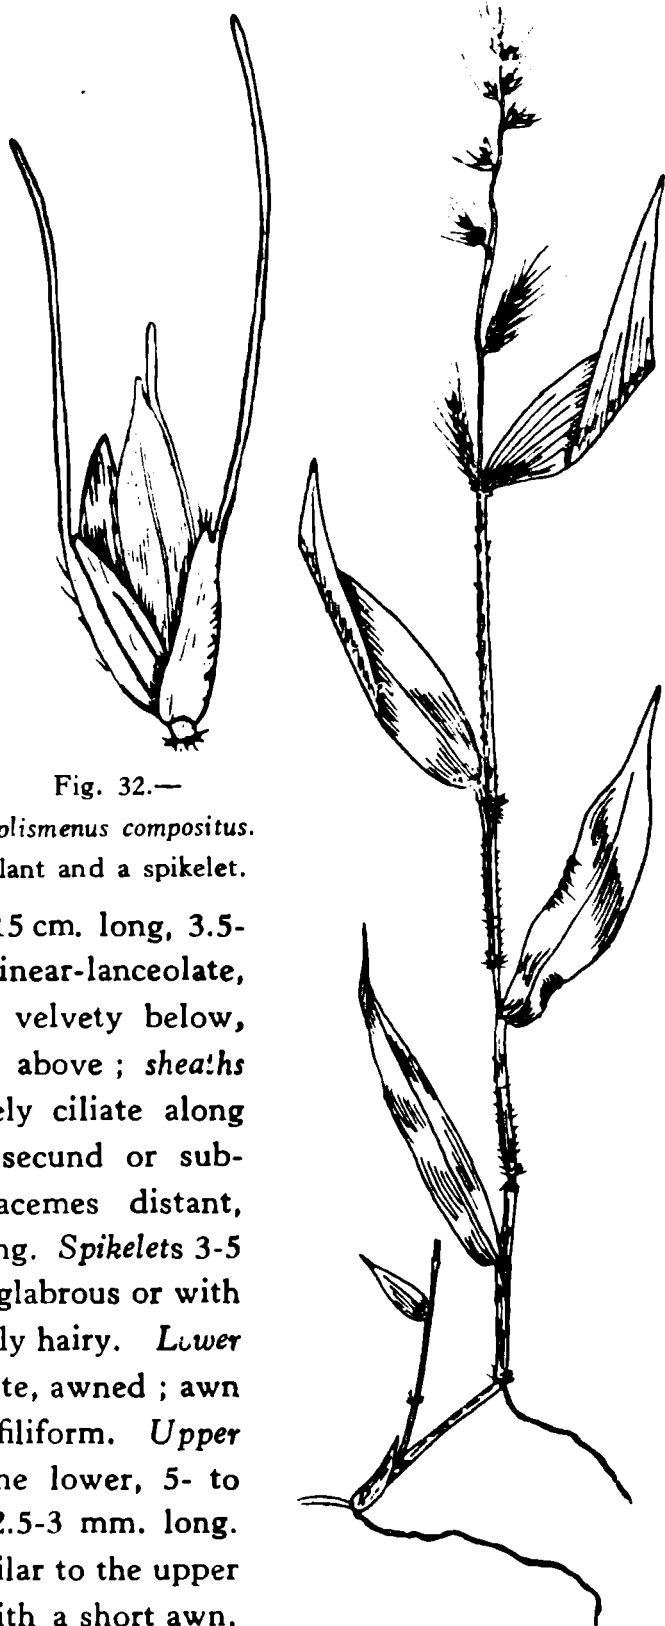 Fig. 32.—
plismenus compositus.
lant and a spikelet.
15 cm. long, 3.5-
inear-lanceolate,
velvety below,
above ; sheaths
ely ciliate along
secund or sub-
acemes distant,
ng. Spikelets 3-5
glabrous or with
ly hairy. Lower
te, awned ; awn
filiform. Upper
he lower, 5- to
2.5-3 mm. long.
ilar to the upper
ith a short awn.